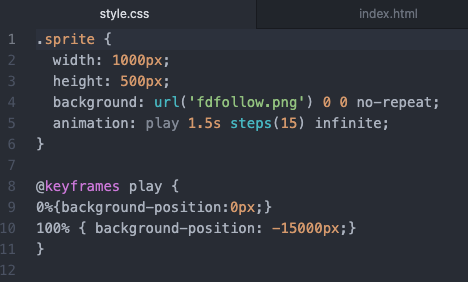 style.css index.html
1 .sprite {
2 width: 1000px;
3 height: 500px;
4 background: url('fdfollow.png') 0 0 no-repeat;
5 animation: play 1.5s steps(15) infinite;
6 }
7
8 @keyframes play {
9 0%{background-position:0px;}
10 100% { background-position: -15000px;}
11 }
12